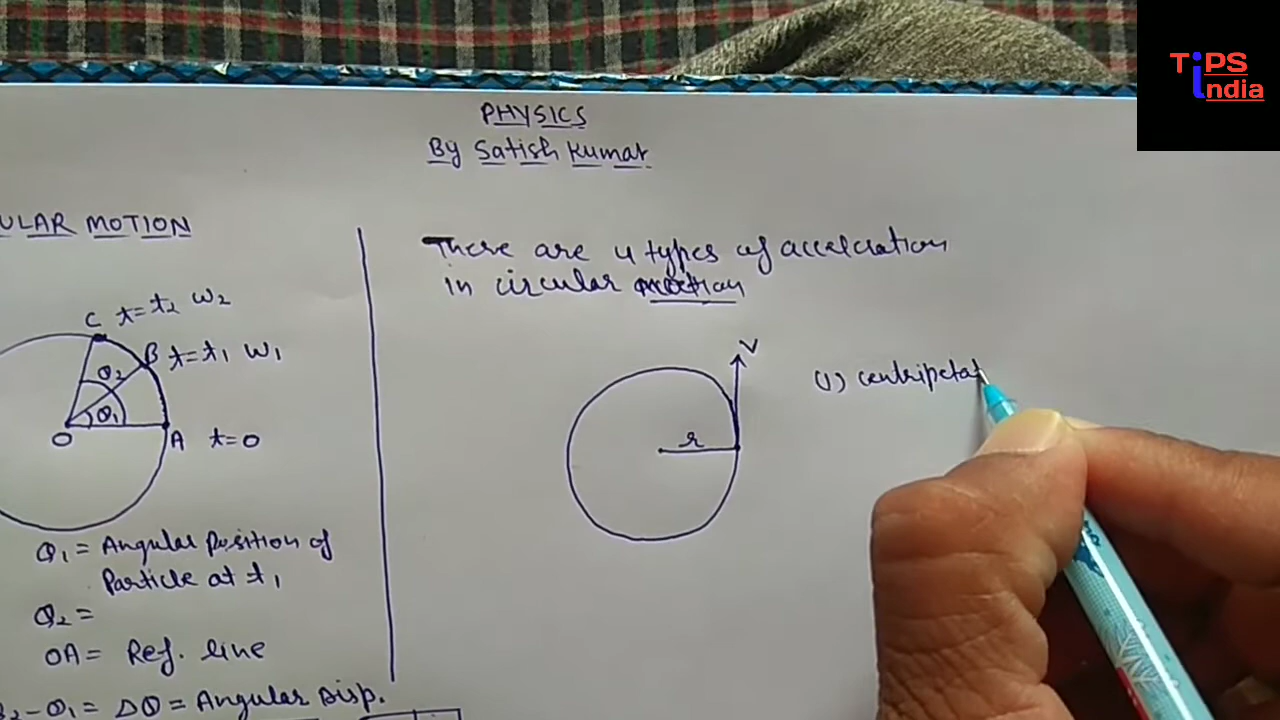 TiPS
India
PHYSICS
By Satish Kumar
ULAR MOTION
C t=t2 ω2
B t=t1 ω1
θ2
θ1
O
A t=0
θ1 = Angular Position of
Particle at t1
θ2 =
OA = Ref. line
θ2-θ1 = Δθ = Angular Disp.
There are 4 types of acceleration
in circular motion
V
r
(1) centripetal